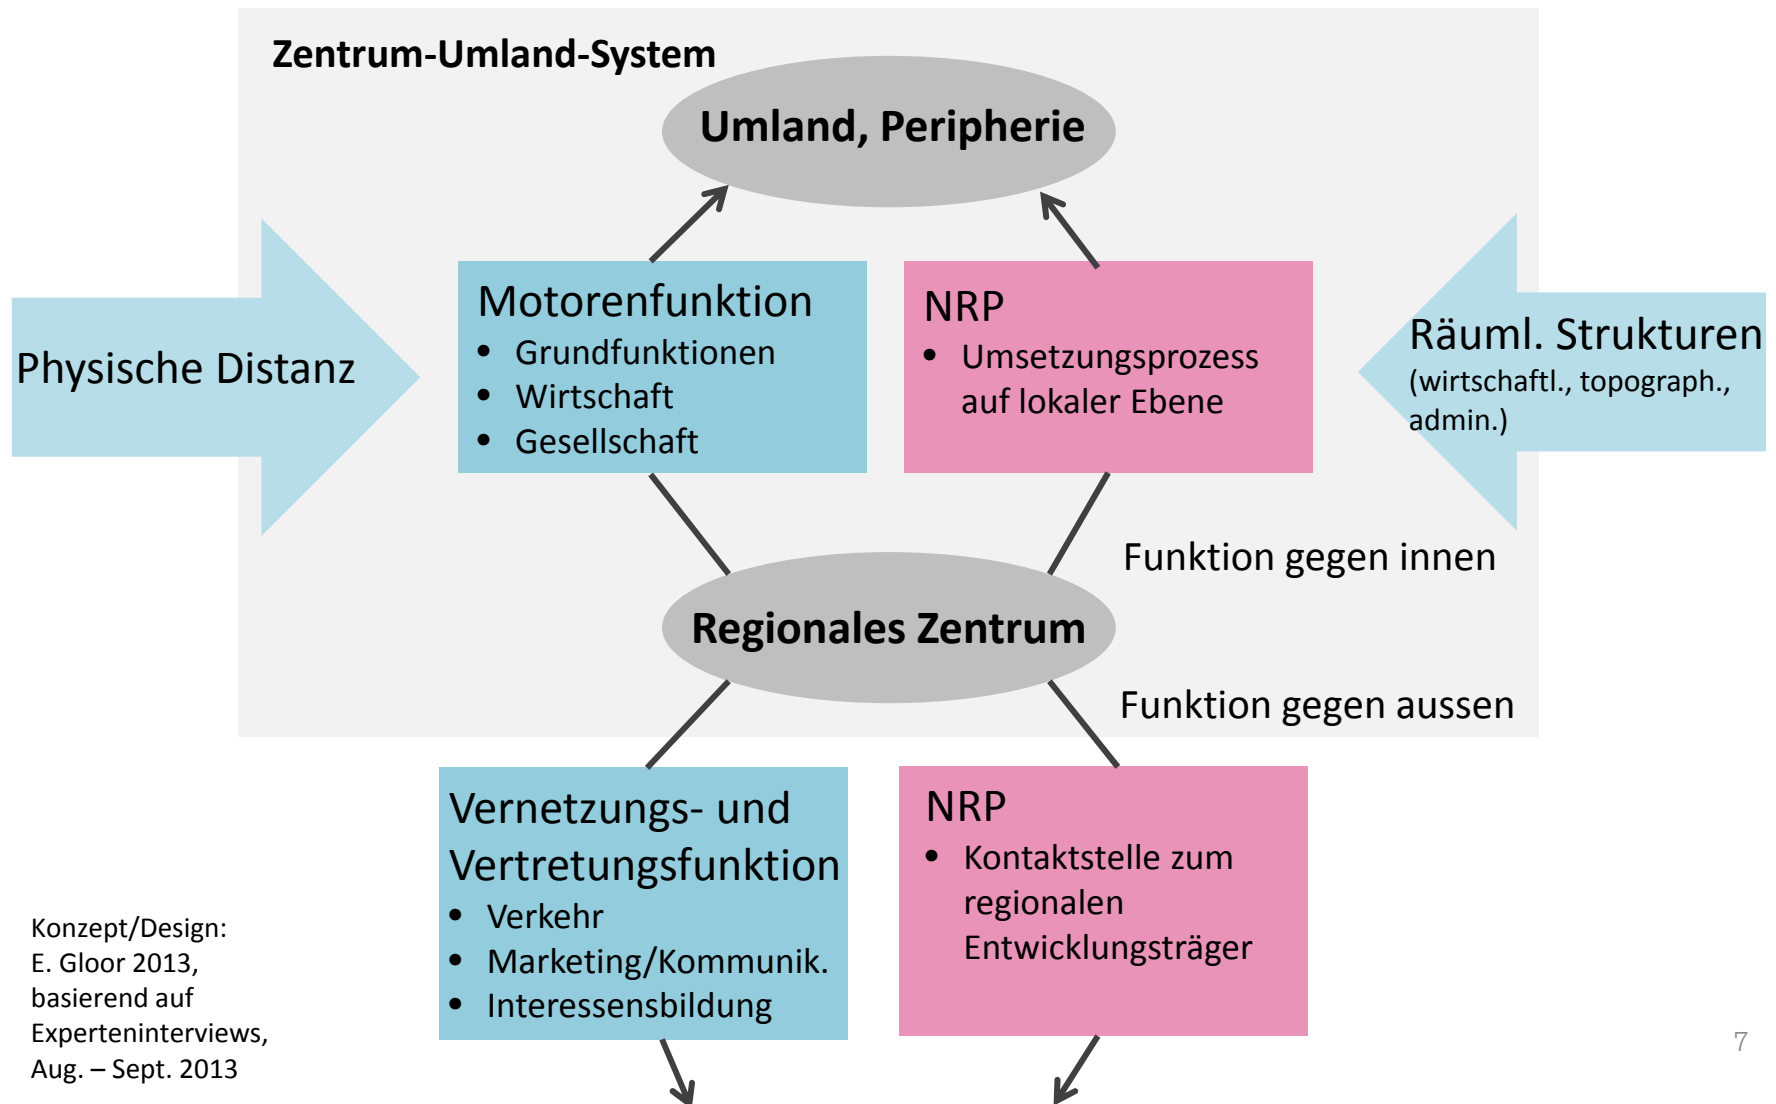 Zentrum-Umland-System
Umland, Peripherie
Physische Distanz
Motorenfunktion
• Grundfunktionen
• Wirtschaft
• Gesellschaft
NRP
• Umsetzungsprozess
auf lokaler Ebene
Räuml. Strukturen
(wirtschaftl., topograph.,
admin.)
Funktion gegen innen
Regionales Zentrum
Funktion gegen aussen
Vernetzungs- und
Vertretungsfunktion
• Verkehr
• Marketing/Kommunik.
• Interessensbildung
NRP
• Kontaktstelle zum
regionalen
Entwicklungsträger
Konzept/Design:
E. Gloor 2013,
basierend auf
Experteninterviews,
Aug. – Sept. 2013
7